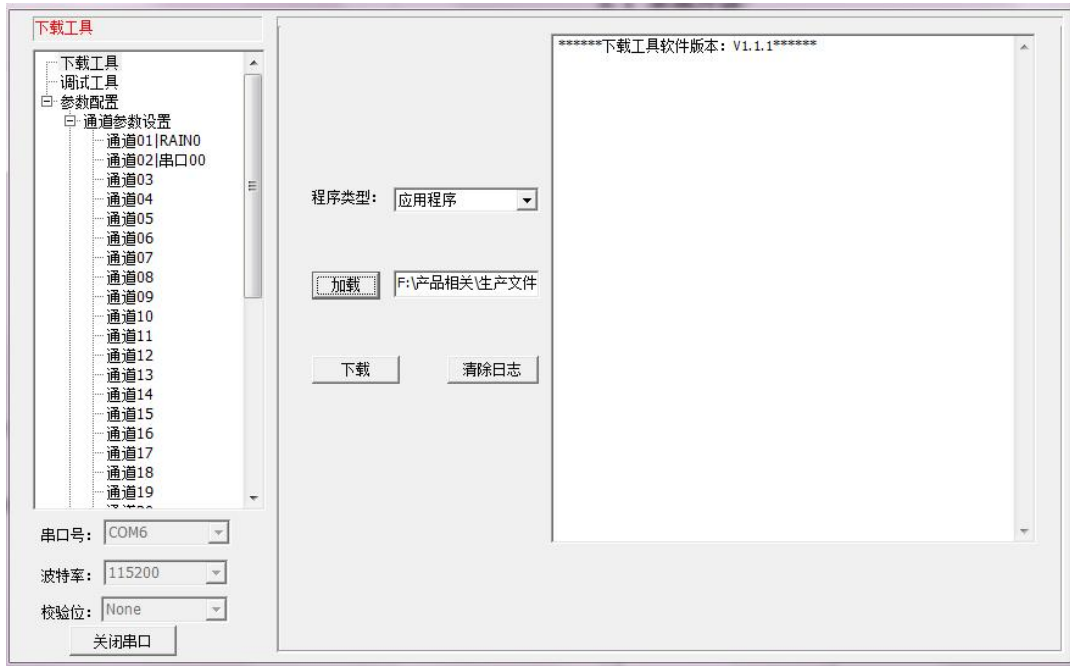 下载工具
下载工具
调试工具
参数配置
通道参数设置
通道01|RAIN0
通道02|串口00
通道03
通道04
通道05
通道06
通道07
通道08
通道09
通道10
通道11
通道12
通道13
通道14
通道15
通道16
通道17
通道18
通道19
串口号： COM6
波特率： 115200
校验位： None
关闭串口
程序类型： 应用程序
加载 F:\产品相关\生产文件
下载 清除日志
******下载工具软件版本：V1.1.1******